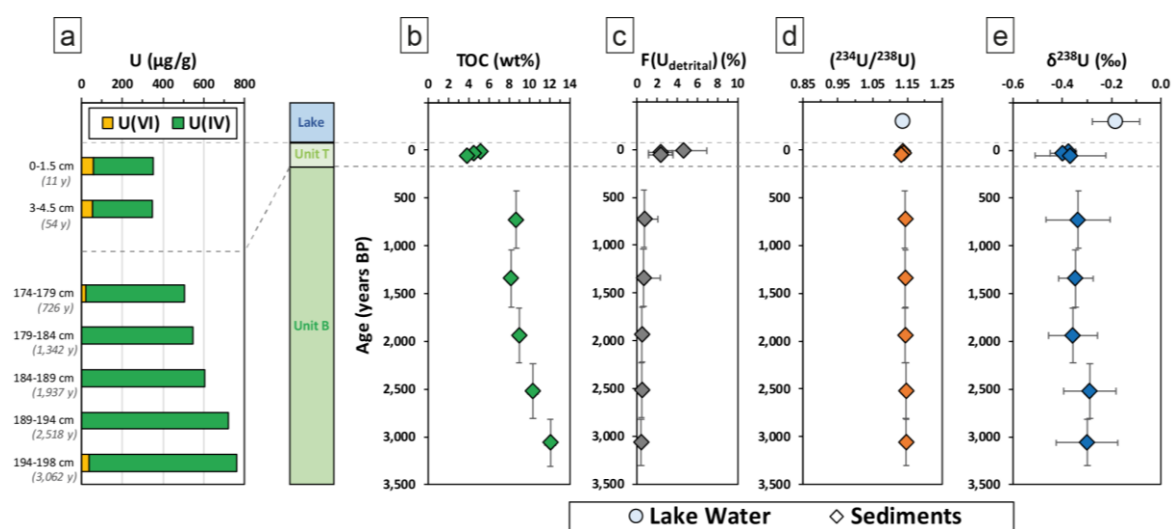 a
b
c
d
e
U (µg/g)
TOC (wt%)
F(U_detrital) (%)
(²³⁴U/²³⁸U)
δ²³⁸U (‰)
0 200 400 600 800
0 2 4 6 8 10 12 14
0 2 4 6 8 10
0.85 0.95 1.05 1.15 1.25
-0.6 -0.4 -0.2 0.0
U(VI) U(IV)
Lake
Unit T
Unit B
0-1.5 cm
(11 y)
3-4.5 cm
(54 y)
174-179 cm
(726 y)
179-184 cm
(1,342 y)
184-189 cm
(1,937 y)
189-194 cm
(2,518 y)
194-198 cm
(3,062 y)
Age (years BP)
0
500
1,000
1,500
2,000
2,500
3,000
3,500
0
500
1,000
1,500
2,000
2,500
3,000
3,500
0
500
1,000
1,500
2,000
2,500
3,000
3,500
0
500
1,000
1,500
2,000
2,500
3,000
3,500
Lake Water Sediments